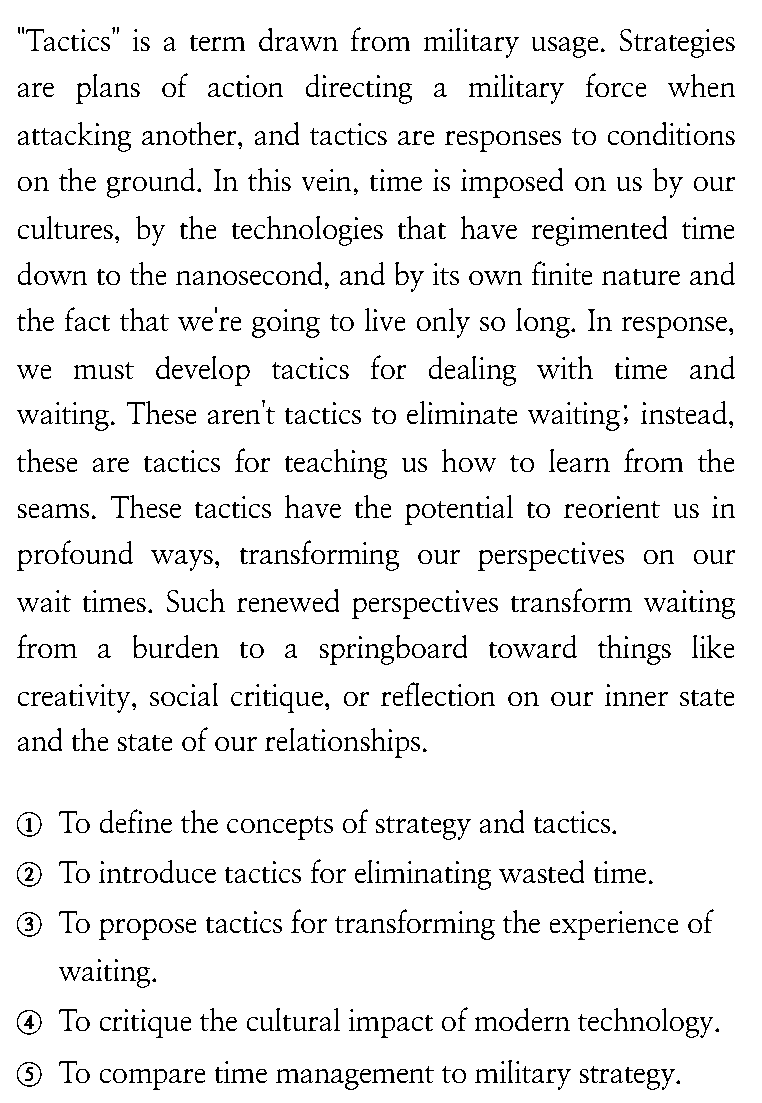 "Tactics" is a term drawn from military usage. Strategies
are plans of action directing a military force when
attacking another, and tactics are responses to conditions
on the ground. In this vein, time is imposed on us by our
cultures, by the technologies that have regimented time
down to the nanosecond, and by its own finite nature and
the fact that we're going to live only so long. In response,
we must develop tactics for dealing with time and
waiting. These aren't tactics to eliminate waiting; instead,
these are tactics for teaching us how to learn from the
seams. These tactics have the potential to reorient us in
profound ways, transforming our perspectives on our
wait times. Such renewed perspectives transform waiting
from a burden to a springboard toward things like
creativity, social critique, or reflection on our inner state
and the state of our relationships.
① To define the concepts of strategy and tactics.
② To introduce tactics for eliminating wasted time.
③ To propose tactics for transforming the experience of
waiting.
④ To critique the cultural impact of modern technology.
⑤ To compare time management to military strategy.